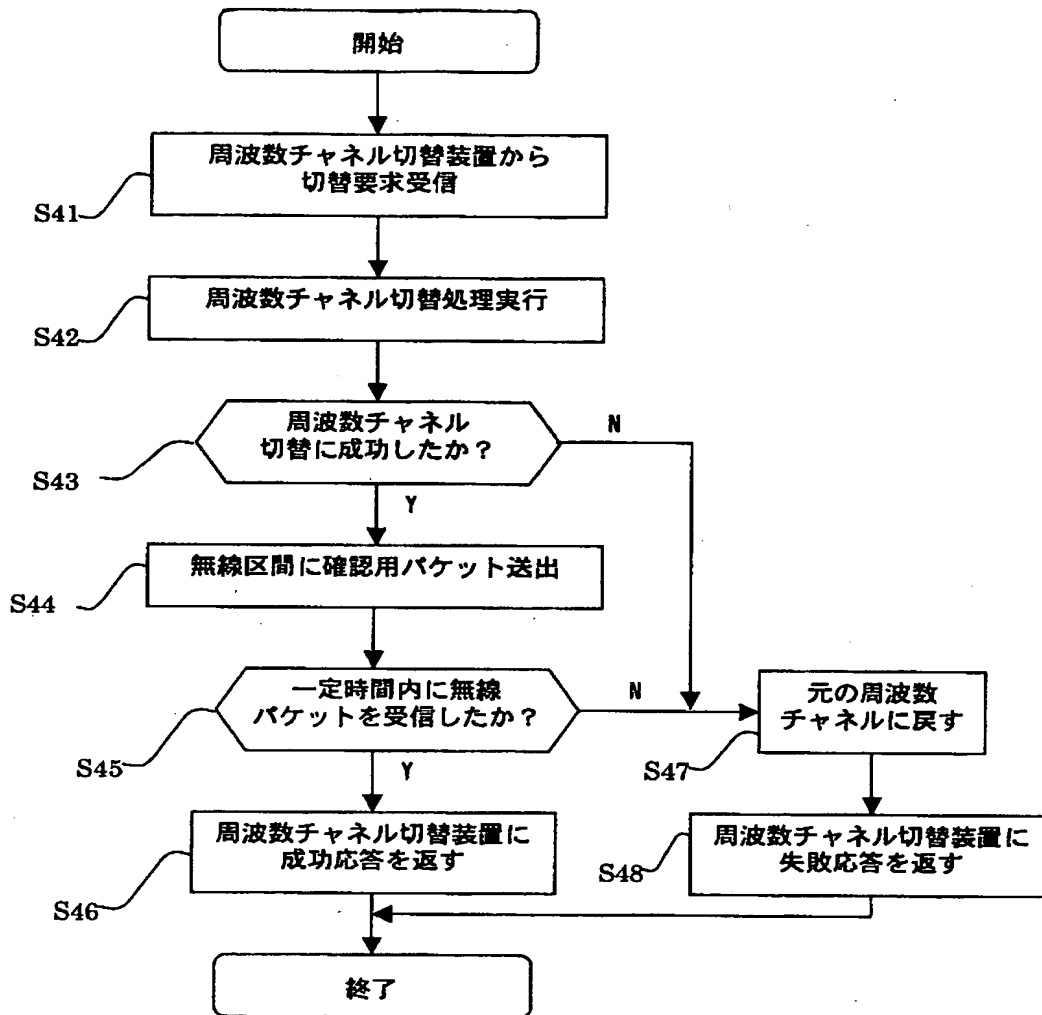 開始
周波数チャネル切替装置から
切替要求受信
S41
周波数チャネル切替処理実行
S42
周波数チャネル
切替に成功したか？
N
S43
Y
無線区間に確認用パケット送出
S44
一定時間内に無線
パケットを受信したか？
N
元の周波数
チャネルに戻す
S45
Y
S47
周波数チャネル切替装置に
成功応答を返す
周波数チャネル切替装置に
失敗応答を返す
S46
S48
終了